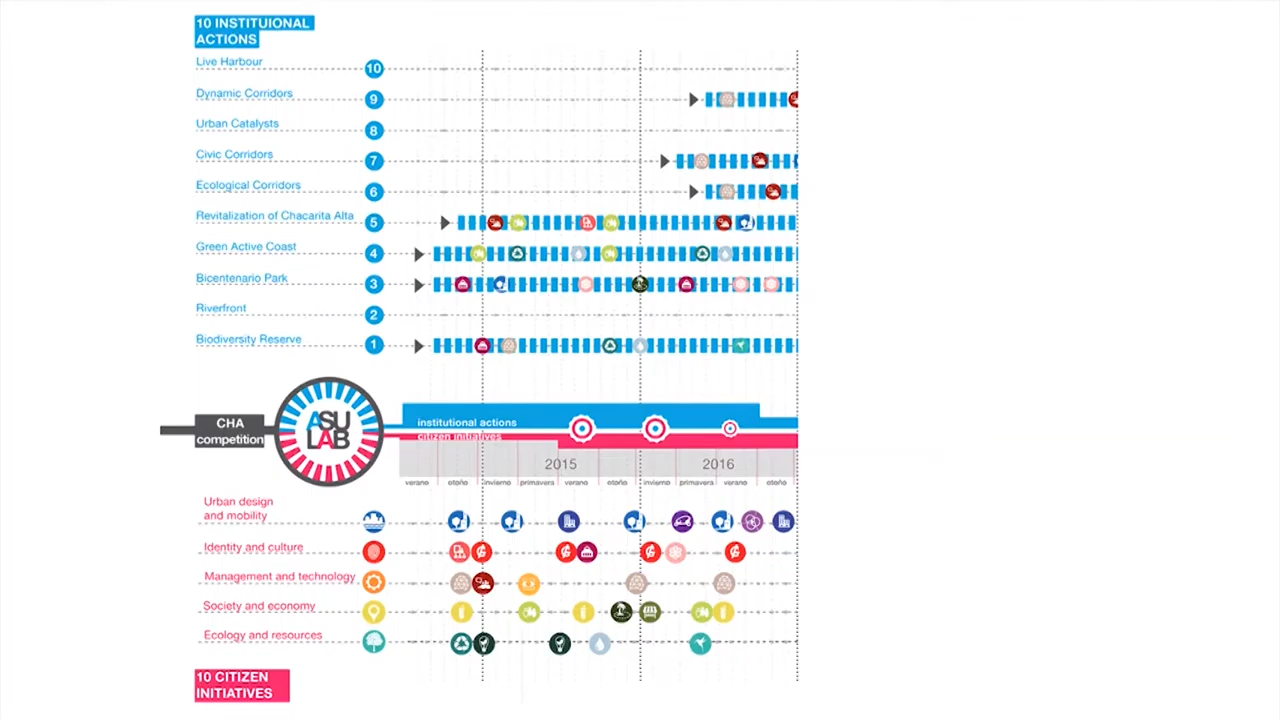 10 INSTITUIONAL
ACTIONS
Live Harbour
10
Dynamic Corridors
9
Urban Catalysts
8
Civic Corridors
7
Ecological Corridors
6
Revitalization of Chacarita Alta
5
Green Active Coast
4
Bicentenario Park
3
Riverfront
2
Biodiversity Reserve
1
CHA
competition
ASU
LAB
institutional actions
citizen initiatives
2015 2016
verano otoño invierno primavera verano otoño invierno primavera verano otoño
Urban design
and mobility
Identity and culture
Management and technology
Society and economy
Ecology and resources
10 CITIZEN
INITIATIVES